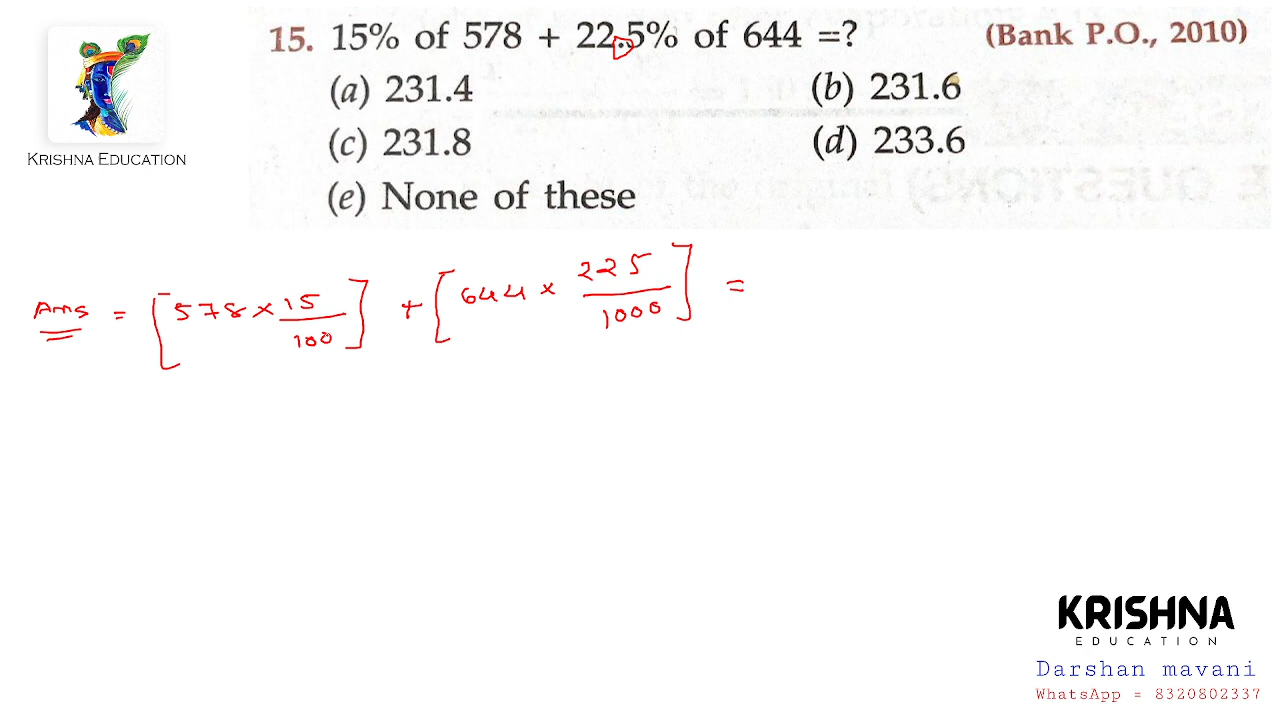 15. 15% of 578 + 22.5% of 644 =? (Bank P.O., 2010)
(a) 231.4 (b) 231.6
(c) 231.8 (d) 233.6
(e) None of these
KRISHNA EDUCATION
Ans = [578 × 15/100] + [644 × 225/1000] =
KRISHNA
EDUCATION
Darshan mavani
WhatsApp = 8320802337